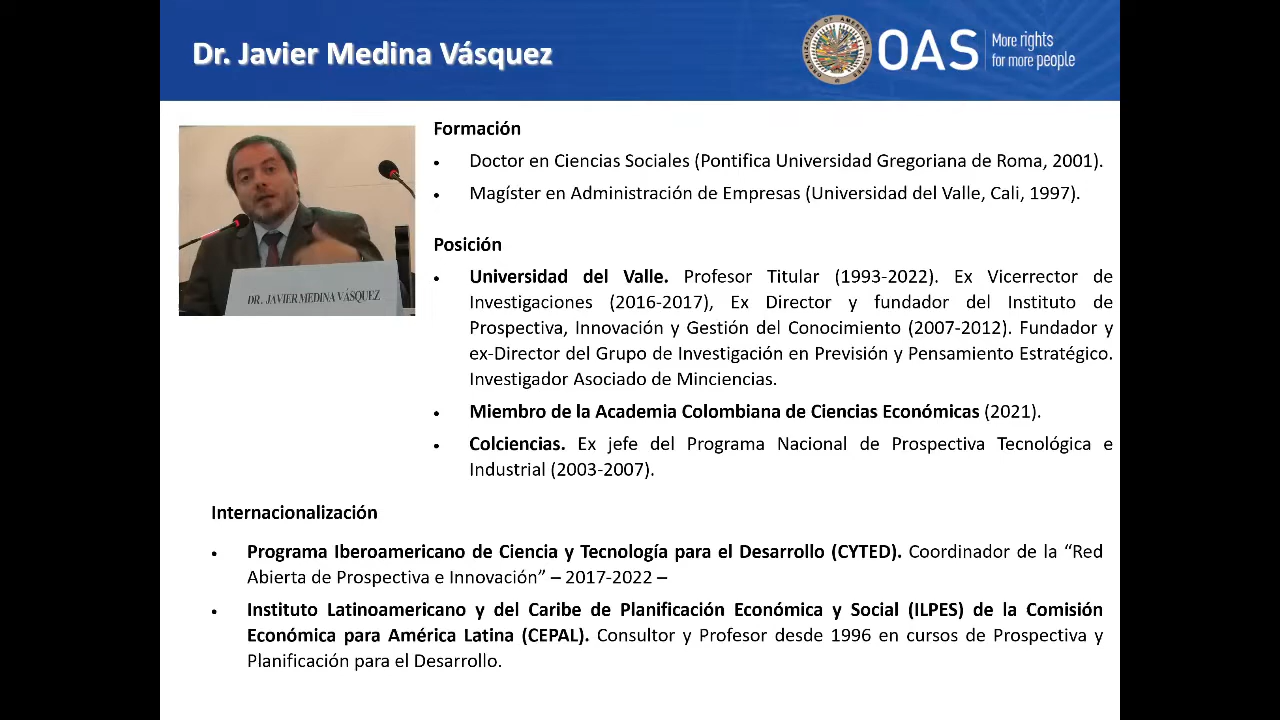 Dr. Javier Medina Vásquez
OAS
More rights
for more people
DR. JAVIER MEDINA VÁSQUEZ
Formación
• Doctor en Ciencias Sociales (Pontifica Universidad Gregoriana de Roma, 2001).
• Magíster en Administración de Empresas (Universidad del Valle, Cali, 1997).
Posición
• Universidad del Valle. Profesor Titular (1993-2022). Ex Vicerrector de
Investigaciones (2016-2017), Ex Director y fundador del Instituto de
Prospectiva, Innovación y Gestión del Conocimiento (2007-2012). Fundador y
ex-Director del Grupo de Investigación en Previsión y Pensamiento Estratégico.
Investigador Asociado de Minciencias.
• Miembro de la Academia Colombiana de Ciencias Económicas (2021).
• Colciencias. Ex jefe del Programa Nacional de Prospectiva Tecnológica e
Industrial (2003-2007).
Internacionalización
• Programa Iberoamericano de Ciencia y Tecnología para el Desarrollo (CYTED). Coordinador de la “Red
Abierta de Prospectiva e Innovación” – 2017-2022 –
• Instituto Latinoamericano y del Caribe de Planificación Económica y Social (ILPES) de la Comisión
Económica para América Latina (CEPAL). Consultor y Profesor desde 1996 en cursos de Prospectiva y
Planificación para el Desarrollo.